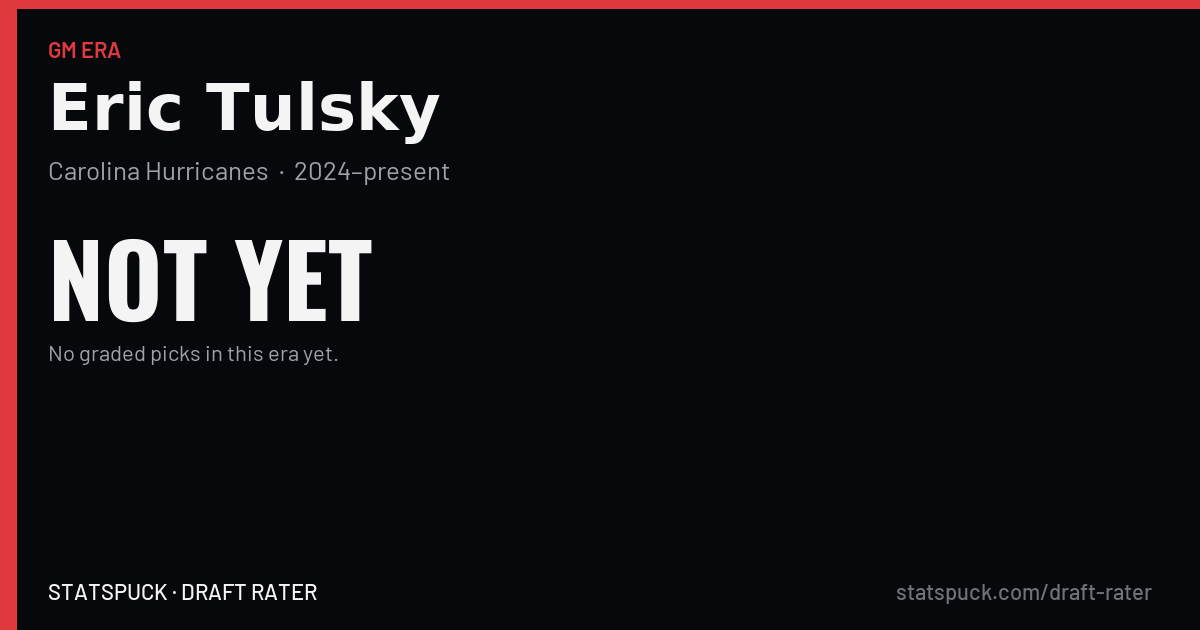 GM ERA
Eric Tulsky
Carolina Hurricanes · 2024–present
NOT YET
No graded picks in this era yet.
STATSPUCK · DRAFT RATER
statspuck.com/draft-rater